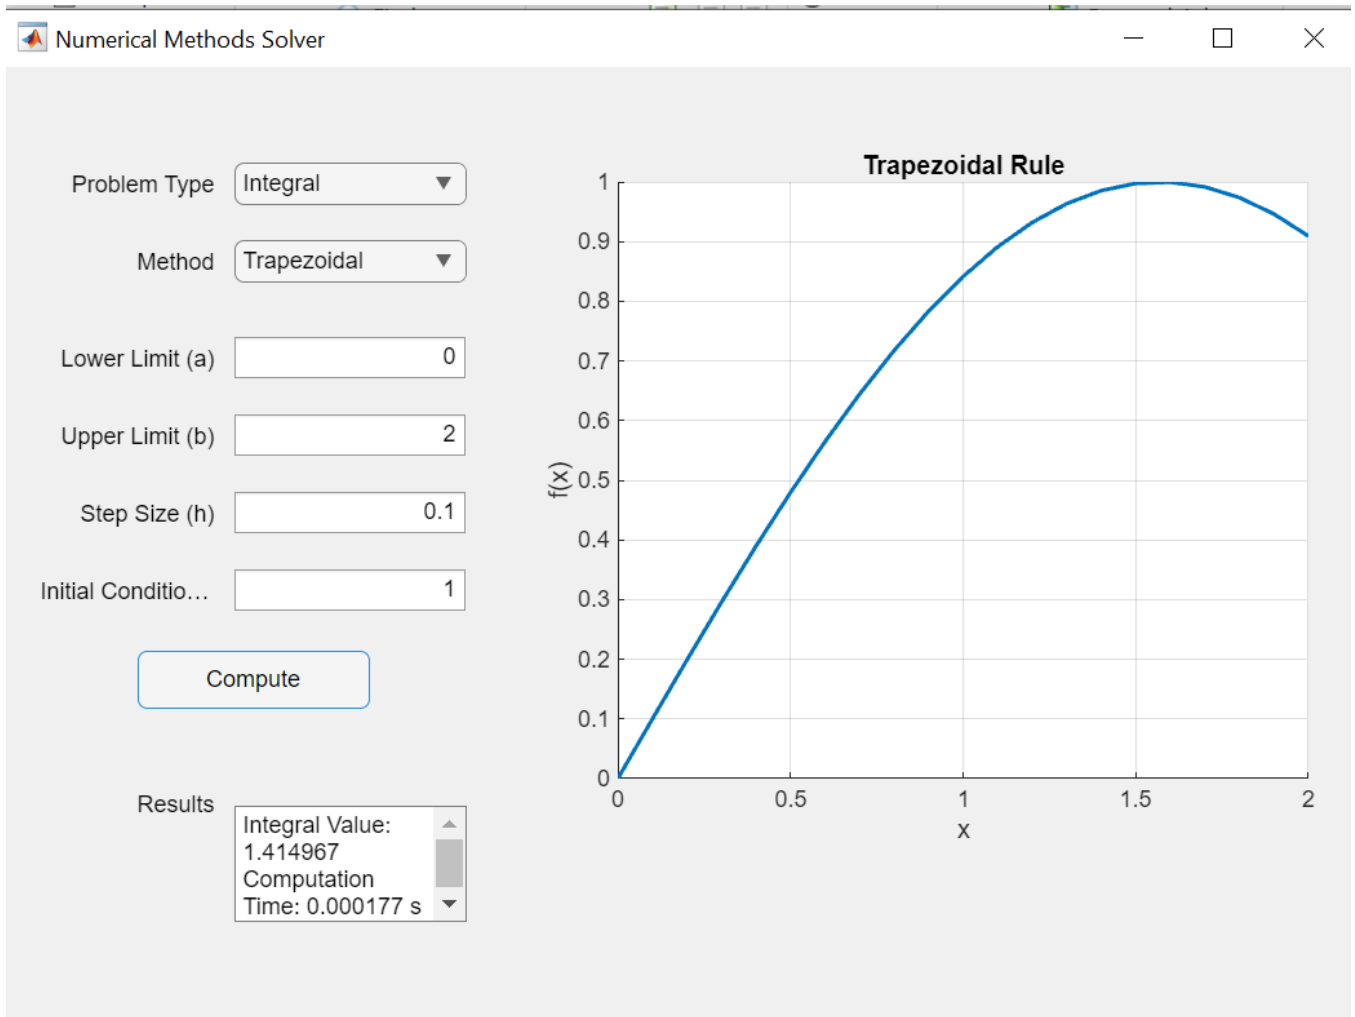 Numerical Methods Solver
Problem Type
Integral
Method
Trapezoidal
Lower Limit (a)
0
Upper Limit (b)
2
Step Size (h)
0.1
Initial Conditio...
1
Compute
Results
Integral Value:
1.414967
Computation
Time: 0.000177 s
Trapezoidal Rule
1
0.9
0.8
0.7
0.6
0.5
0.4
0.3
0.2
0.1
0
f(x)
0
0.5
1
1.5
2
x